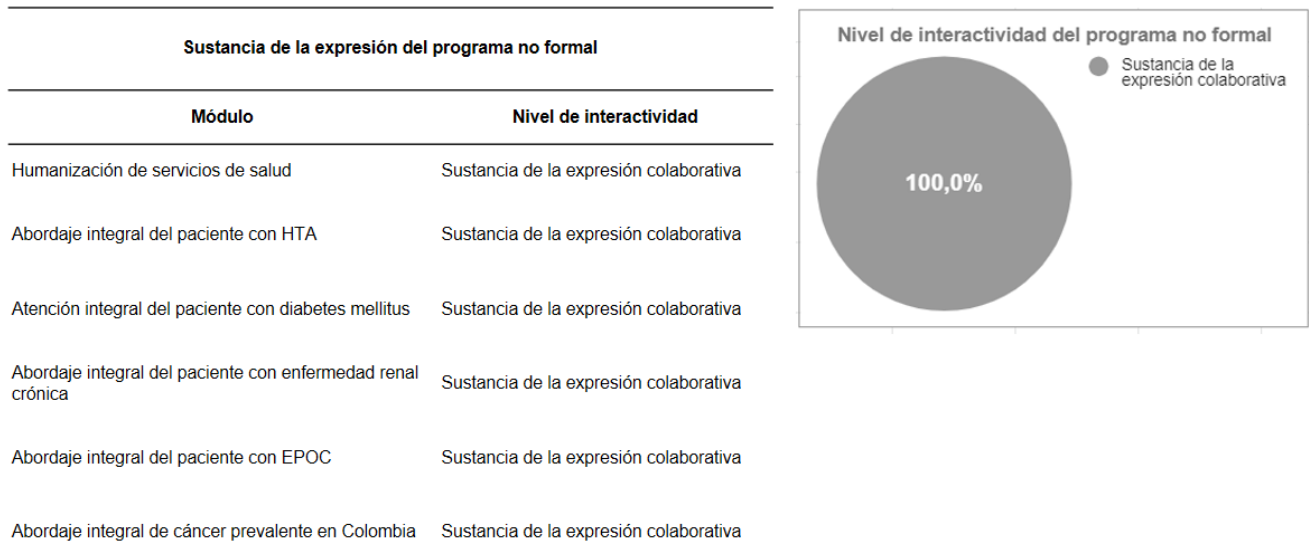 Sustancia de la expresión del programa no formal
Módulo Nivel de interactividad
Humanización de servicios de salud Sustancia de la expresión colaborativa
Abordaje integral del paciente con HTA Sustancia de la expresión colaborativa
Atención integral del paciente con diabetes mellitus Sustancia de la expresión colaborativa
Abordaje integral del paciente con enfermedad renal
crónica
Sustancia de la expresión colaborativa
Abordaje integral del paciente con EPOC Sustancia de la expresión colaborativa
Abordaje integral de cáncer prevalente en Colombia Sustancia de la expresión colaborativa
Nivel de interactividad del programa no formal
Sustancia de la
expresión colaborativa
100,0%